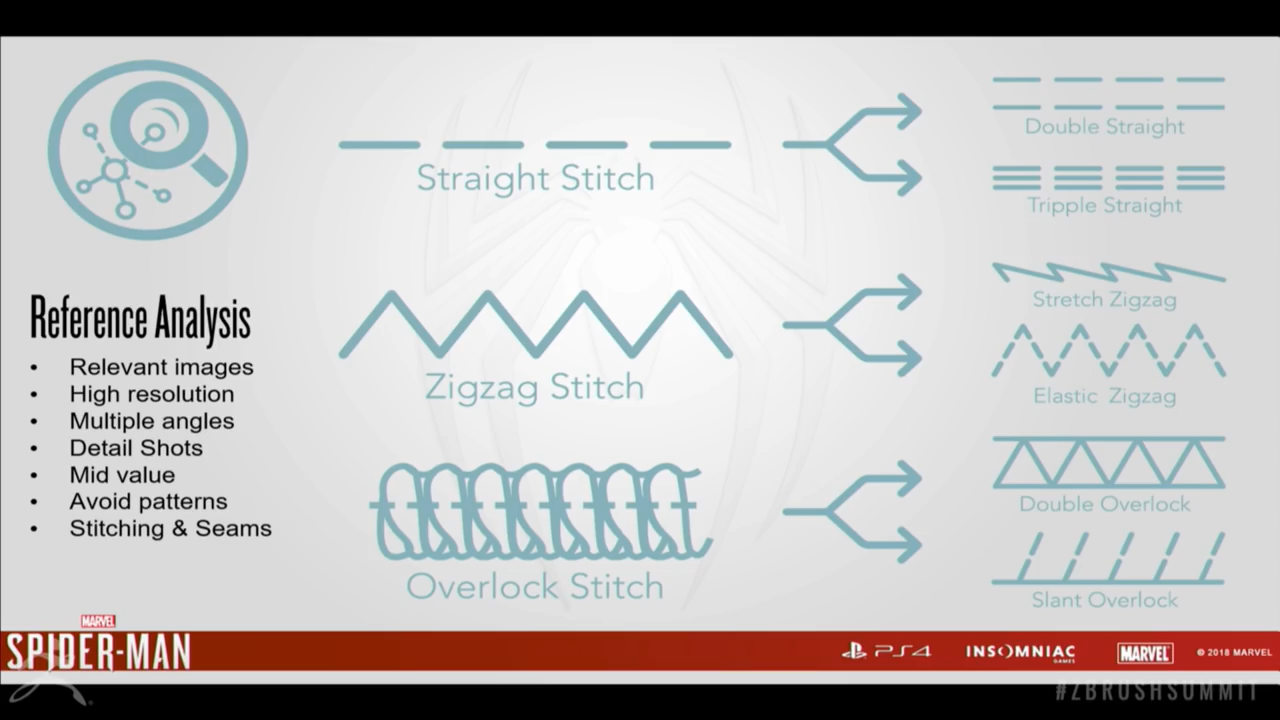 Reference Analysis
• Relevant images
• High resolution
• Multiple angles
• Detail Shots
• Mid value
• Avoid patterns
• Stitching & Seams
Straight Stitch
Double Straight
Tripple Straight
Zigzag Stitch
Stretch Zigzag
Elastic Zigzag
Overlock Stitch
Double Overlock
Slant Overlock
MARVEL
SPIDER-MAN
PS4
INSOMNIAC
GAMES
MARVEL
© 2018 MARVEL
#ZBRUSHSUMMIT